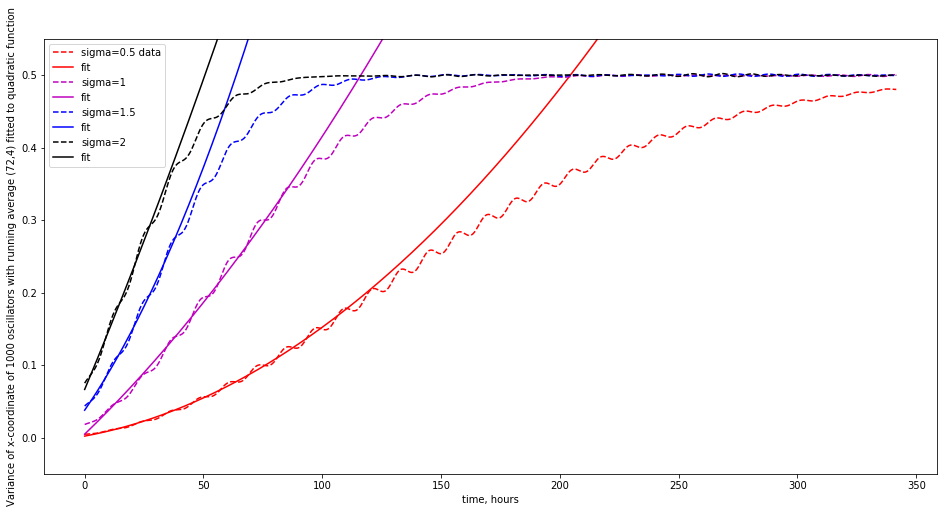 Variance of x-coordinate of 1000 oscillators with running average (72,4) fitted to quadratic function
sigma=0.5 data
fit
sigma=1
fit
sigma=1.5
fit
sigma=2
fit
0.5
0.4
0.3
0.2
0.1
0.0
0 50 100 150 200 250 300 350
time, hours